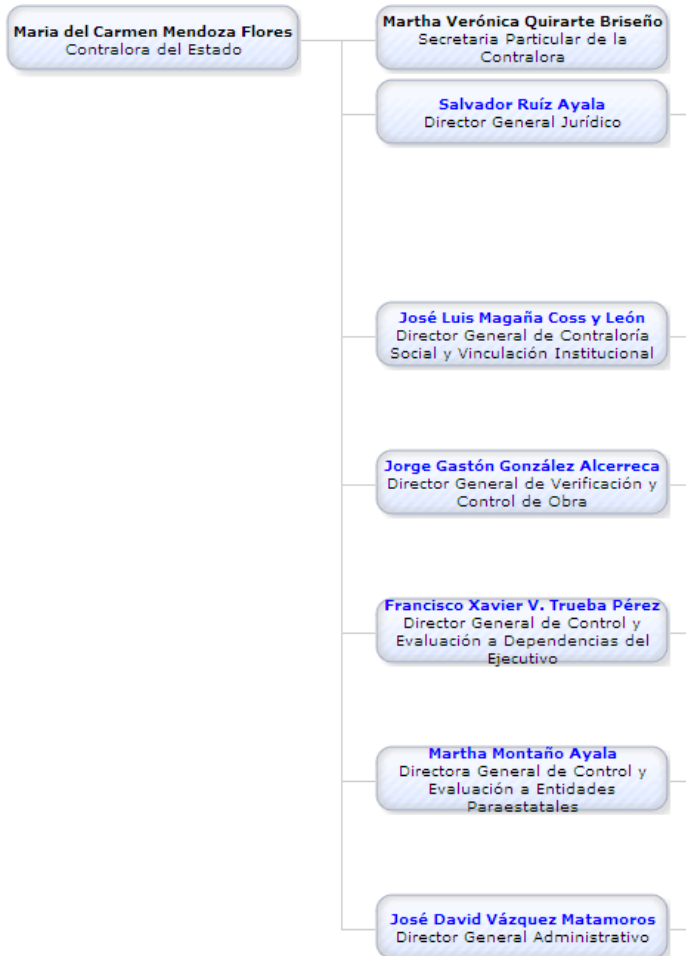 Maria del Carmen Mendoza Flores
Contralora del Estado
Martha Verónica Quirarte Briseño
Secretaria Particular de la
Contralora
Salvador Ruíz Ayala
Director General Jurídico
José Luis Magaña Coss y León
Director General de Contraloría
Social y Vinculación Institucional
Jorge Gastón González Alcerreca
Director General de Verificación y
Control de Obra
Francisco Xavier V. Trueba Pérez
Director General de Control y
Evaluación a Dependencias del
Ejecutivo
Martha Montaño Ayala
Directora General de Control y
Evaluación a Entidades
Paraestatales
José David Vázquez Matamoros
Director General Administrativo